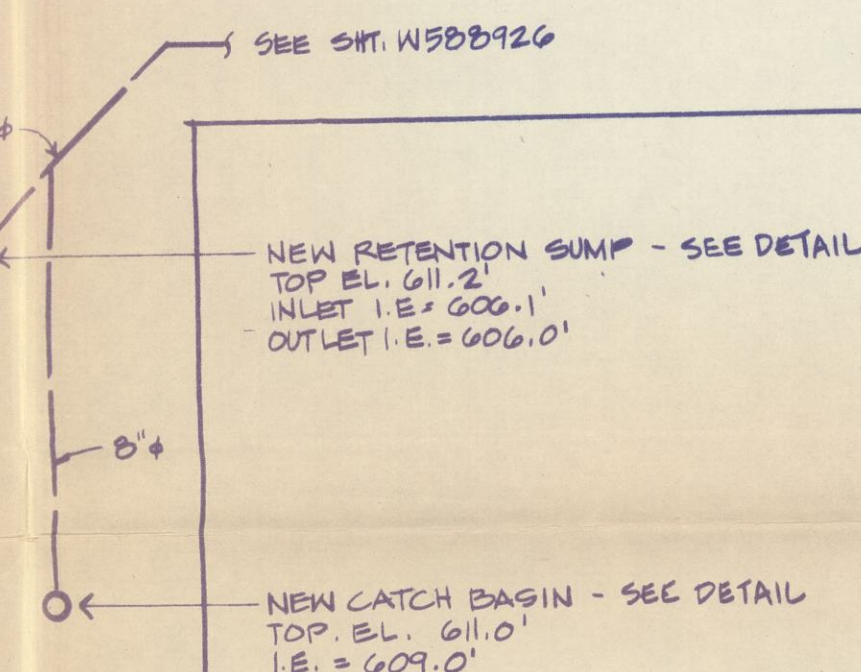 SEE SHT. W588926
ϕ
NEW RETENTION SUMP - SEE DETAIL
TOP EL. 611.2'
INLET I.E = 606.1'
OUTLET I.E. = 606.0'
8"ϕ
NEW CATCH BASIN - SEE DETAIL
TOP. EL. 611.0'
I.E. = 609.0'